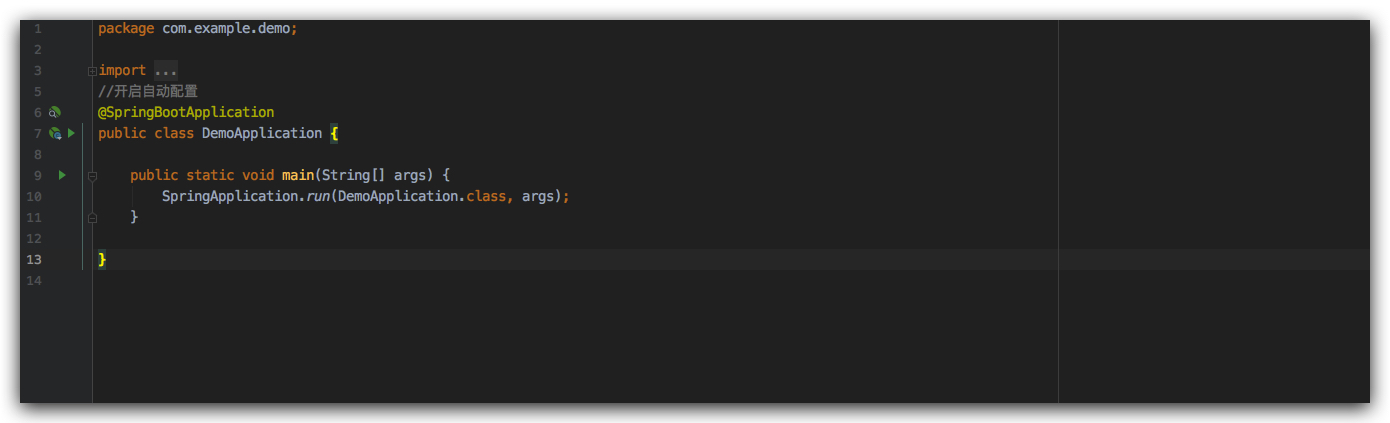 1 package com.example.demo;
2
3 import ...
5 //开启自动配置
6 @SpringBootApplication
7 public class DemoApplication {
8
9 public static void main(String[] args) {
10 SpringApplication.run(DemoApplication.class, args);
11 }
12
13 }
14